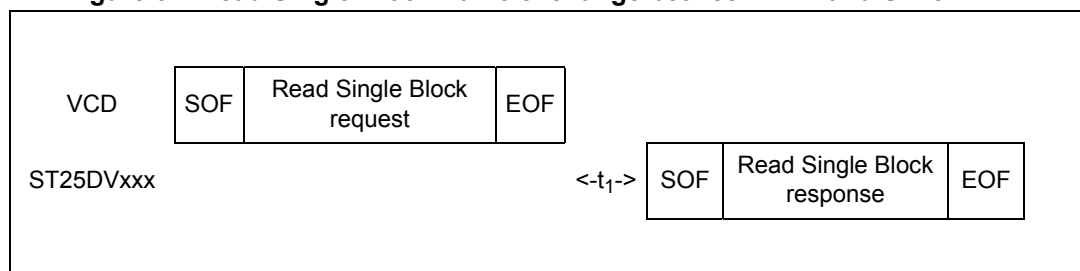 VCD SOF Read Single Block request EOF
ST25DVxxx <-t₁-> SOF Read Single Block response EOF